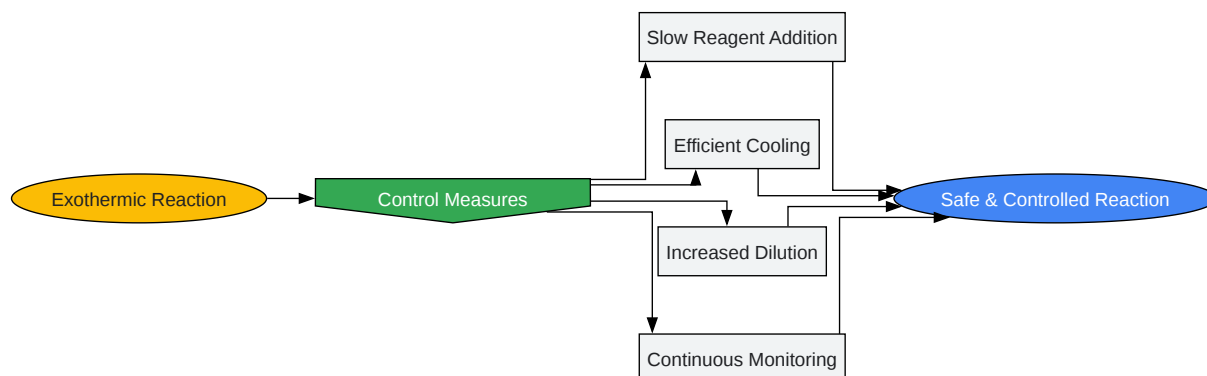 Slow Reagent Addition
Efficient Cooling
Exothermic Reaction
Control Measures
Safe & Controlled Reaction
Increased Dilution
Continuous Monitoring